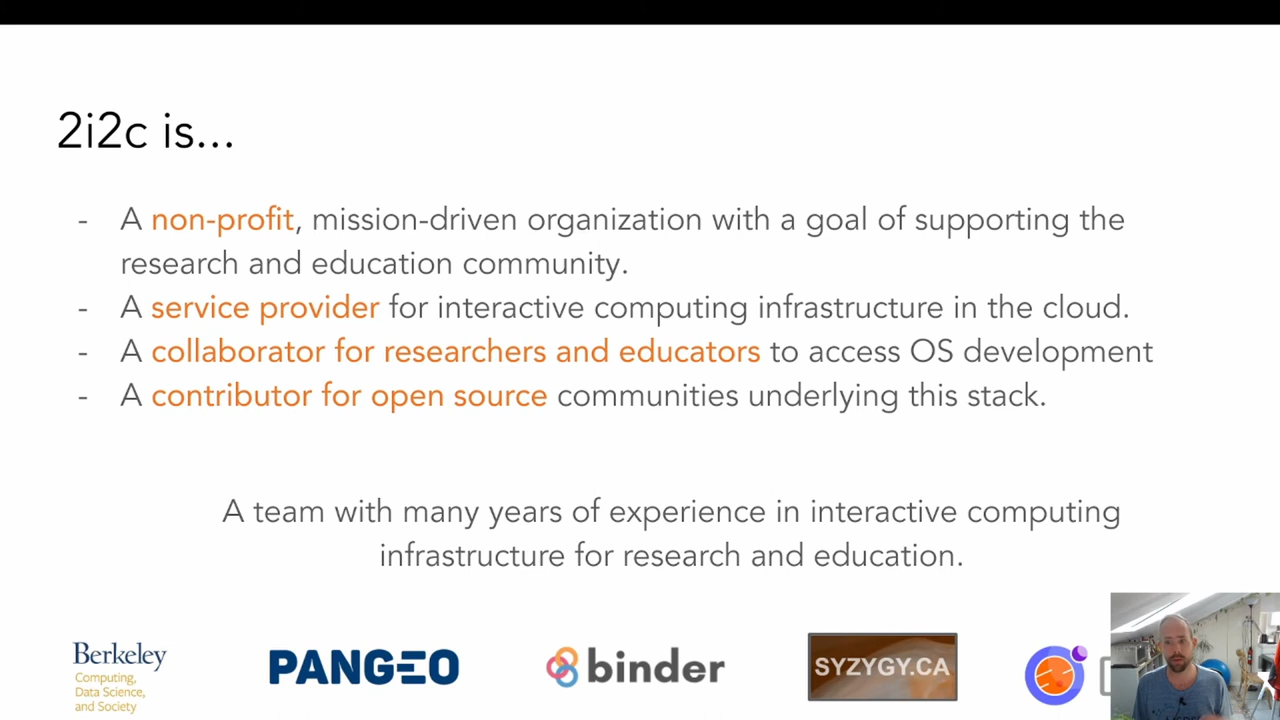 2i2c is...
- A non-profit, mission-driven organization with a goal of supporting the
research and education community.
- A service provider for interactive computing infrastructure in the cloud.
- A collaborator for researchers and educators to access OS development
- A contributor for open source communities underlying this stack.
A team with many years of experience in interactive computing
infrastructure for research and education.
Berkeley
Computing,
Data Science,
and Society
PANGEO
binder
SYZYGY.CA